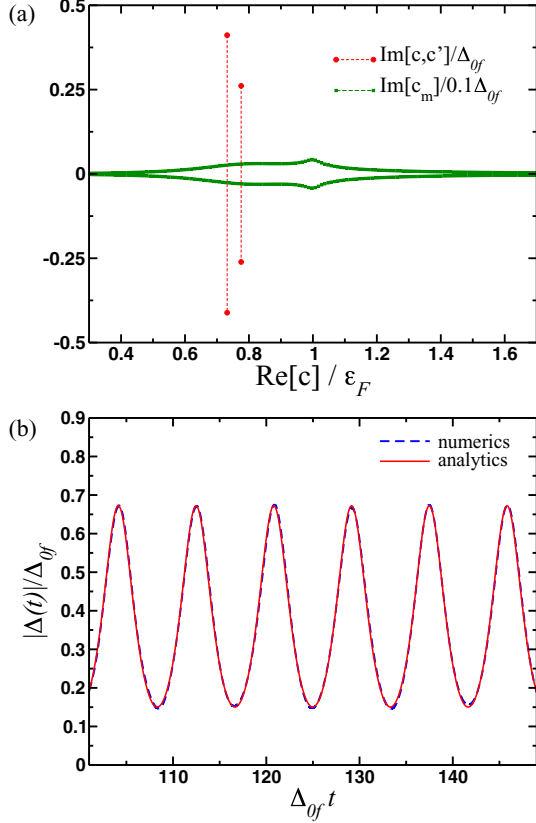 (a)
0.5
0.25
0
-0.25
-0.5
Im[c,c']/Δ0f
Im[cm]/0.1Δ0f
0.4 0.6 0.8 1 1.2 1.4 1.6
Re[c] / εF
(b)
0.9
0.8
0.7
0.6
0.5
0.4
0.3
0.2
0.1
0
|Δ(t)|/Δ0f
numerics
analytics
110 120 130 140
Δ0f t